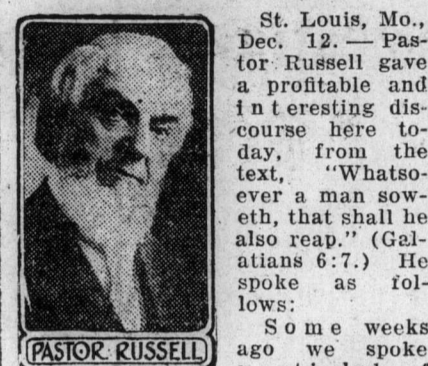 St. Louis, Mo.,
Dec. 12. — Pas-
tor Russell gave
a profitable and
interesting dis-
course here to-
day, from the
text, "Whatso-
ever a man sow-
eth, that shall he
also reap." (Gal-
atians 6:7.) He
spoke as fol-
lows:
Some weeks
ago we spoke
PASTOR RUSSELL